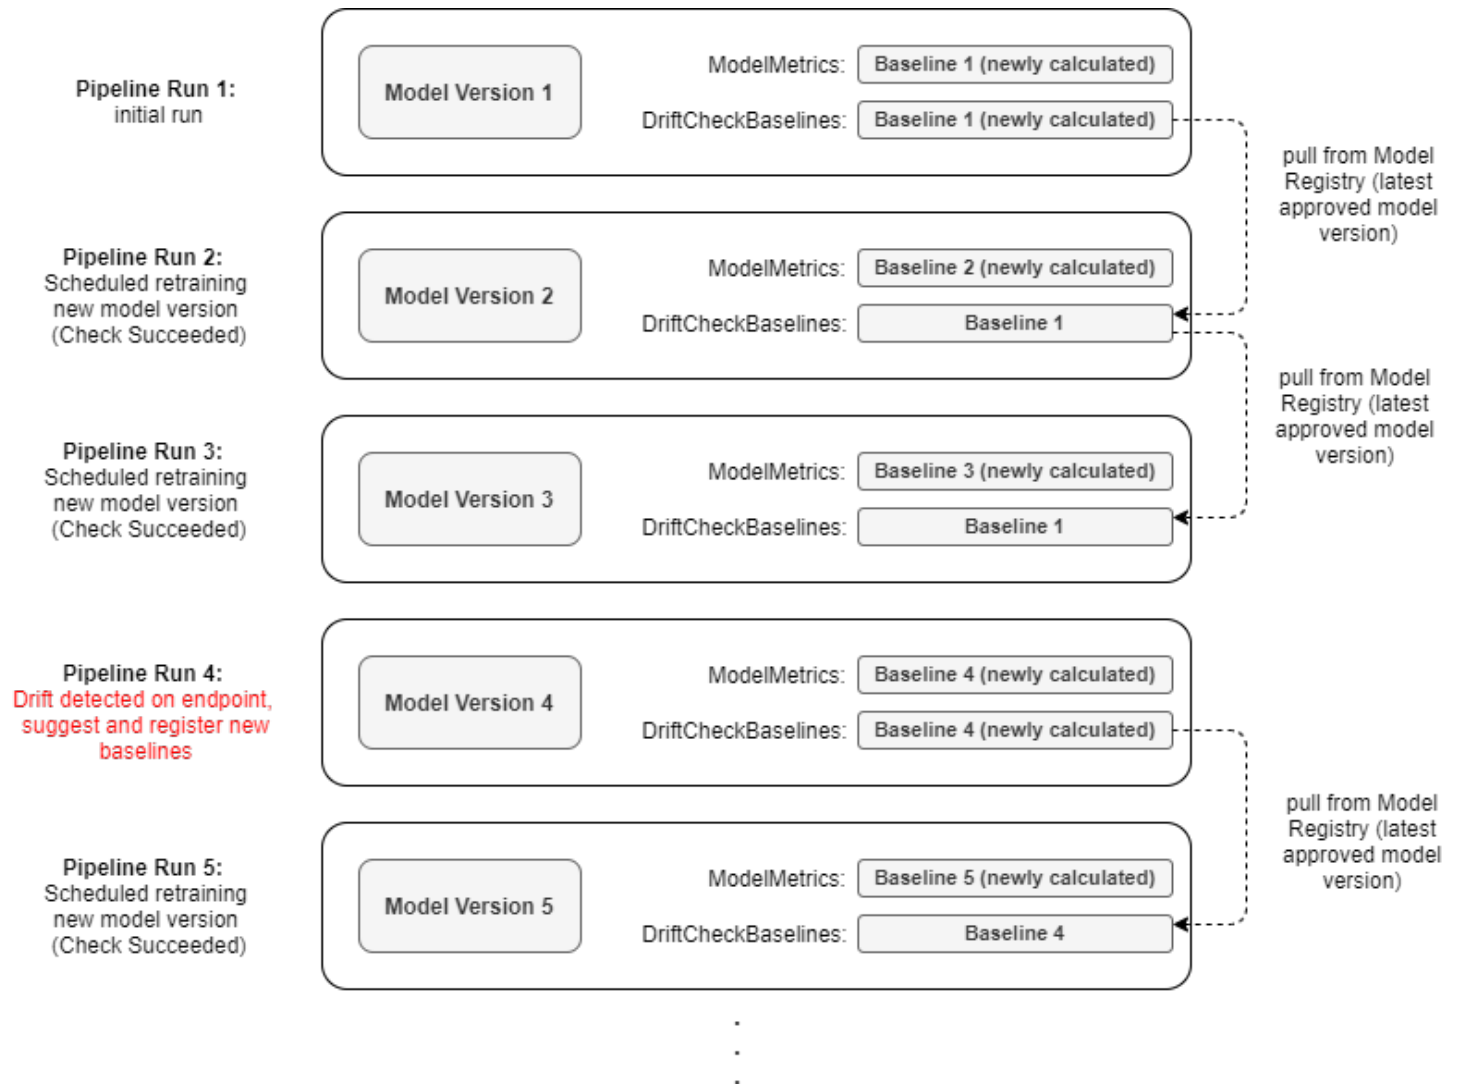 Pipeline Run 1:
initial run
Model Version 1
ModelMetrics:
Baseline 1 (newly calculated)
DriftCheckBaselines:
Baseline 1 (newly calculated)
pull from Model
Registry (latest
approved model
version)
Pipeline Run 2:
Scheduled retraining
new model version
(Check Succeeded)
Model Version 2
ModelMetrics:
Baseline 2 (newly calculated)
DriftCheckBaselines:
Baseline 1
pull from Model
Registry (latest
approved model
version)
Pipeline Run 3:
Scheduled retraining
new model version
(Check Succeeded)
Model Version 3
ModelMetrics:
Baseline 3 (newly calculated)
DriftCheckBaselines:
Baseline 1
Pipeline Run 4:
Drift detected on endpoint,
suggest and register new
baselines
Model Version 4
ModelMetrics:
Baseline 4 (newly calculated)
DriftCheckBaselines:
Baseline 4 (newly calculated)
pull from Model
Registry (latest
approved model
version)
Pipeline Run 5:
Scheduled retraining
new model version
(Check Succeeded)
Model Version 5
ModelMetrics:
Baseline 5 (newly calculated)
DriftCheckBaselines:
Baseline 4
.
.
.